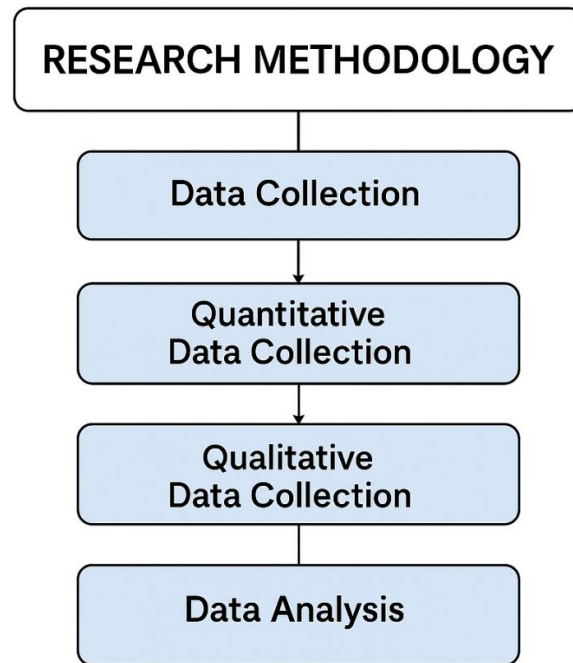 RESEARCH METHODOLOGY
Data Collection
Quantitative
Data Collection
Qualitative
Data Collection
Data Analysis